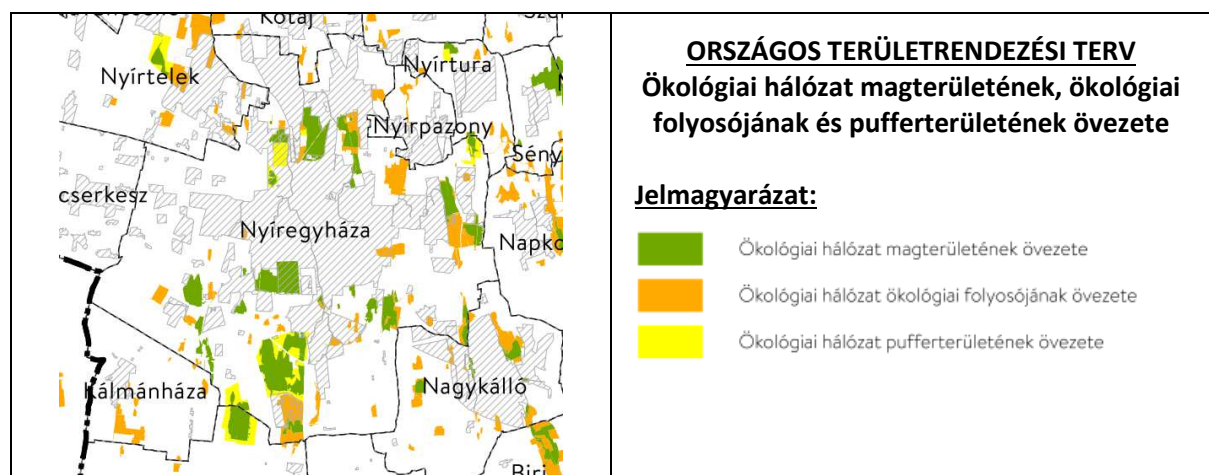 Kótaj
Nyírtelek
Nyírtura
Nyírpazony
Sény
cserkesz
Nyíregyháza
Napko
Kálmánháza
Nagykálló
Biri
ORSZÁGOS TERÜLETRENDEZÉSI TERV
Ökológiai hálózat magterületének, ökológiai
folyosójának és pufferterületének övezete
Jelmagyarázat:
Ökológiai hálózat magterületének övezete
Ökológiai hálózat ökológiai folyosójának övezete
Ökológiai hálózat pufferterületének övezete